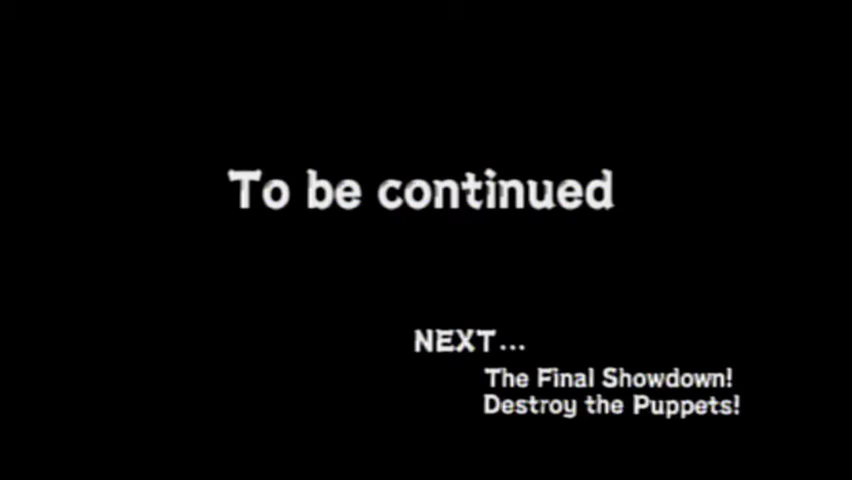 To be continued
NEXT...
The Final Showdown!
Destroy the Puppets!